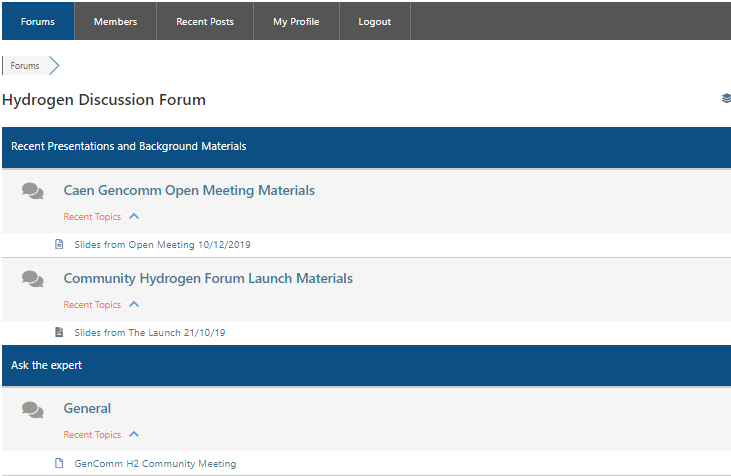 Forums Members Recent Posts My Profile Logout
Forums
Hydrogen Discussion Forum
Recent Presentations and Background Materials
Caen Gencomm Open Meeting Materials
Recent Topics
Slides from Open Meeting 10/12/2019
Community Hydrogen Forum Launch Materials
Recent Topics
Slides from The Launch 21/10/19
Ask the expert
General
Recent Topics
GenComm H2 Community Meeting